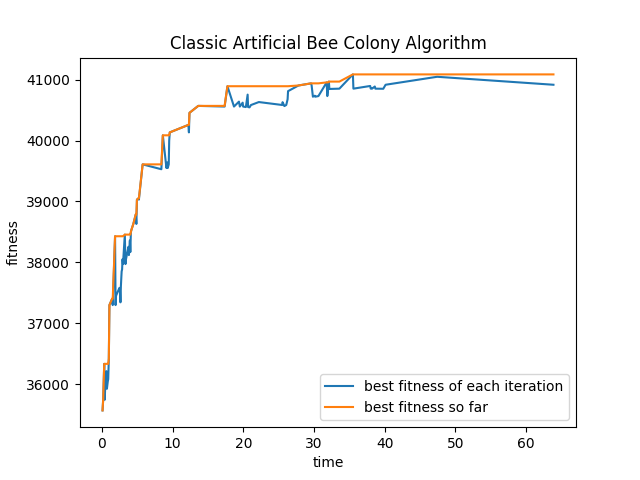 Classic Artificial Bee Colony Algorithm
41000
40000
39000
38000
37000
36000
fitness
0 10 20 30 40 50 60
time
best fitness of each iteration
best fitness so far